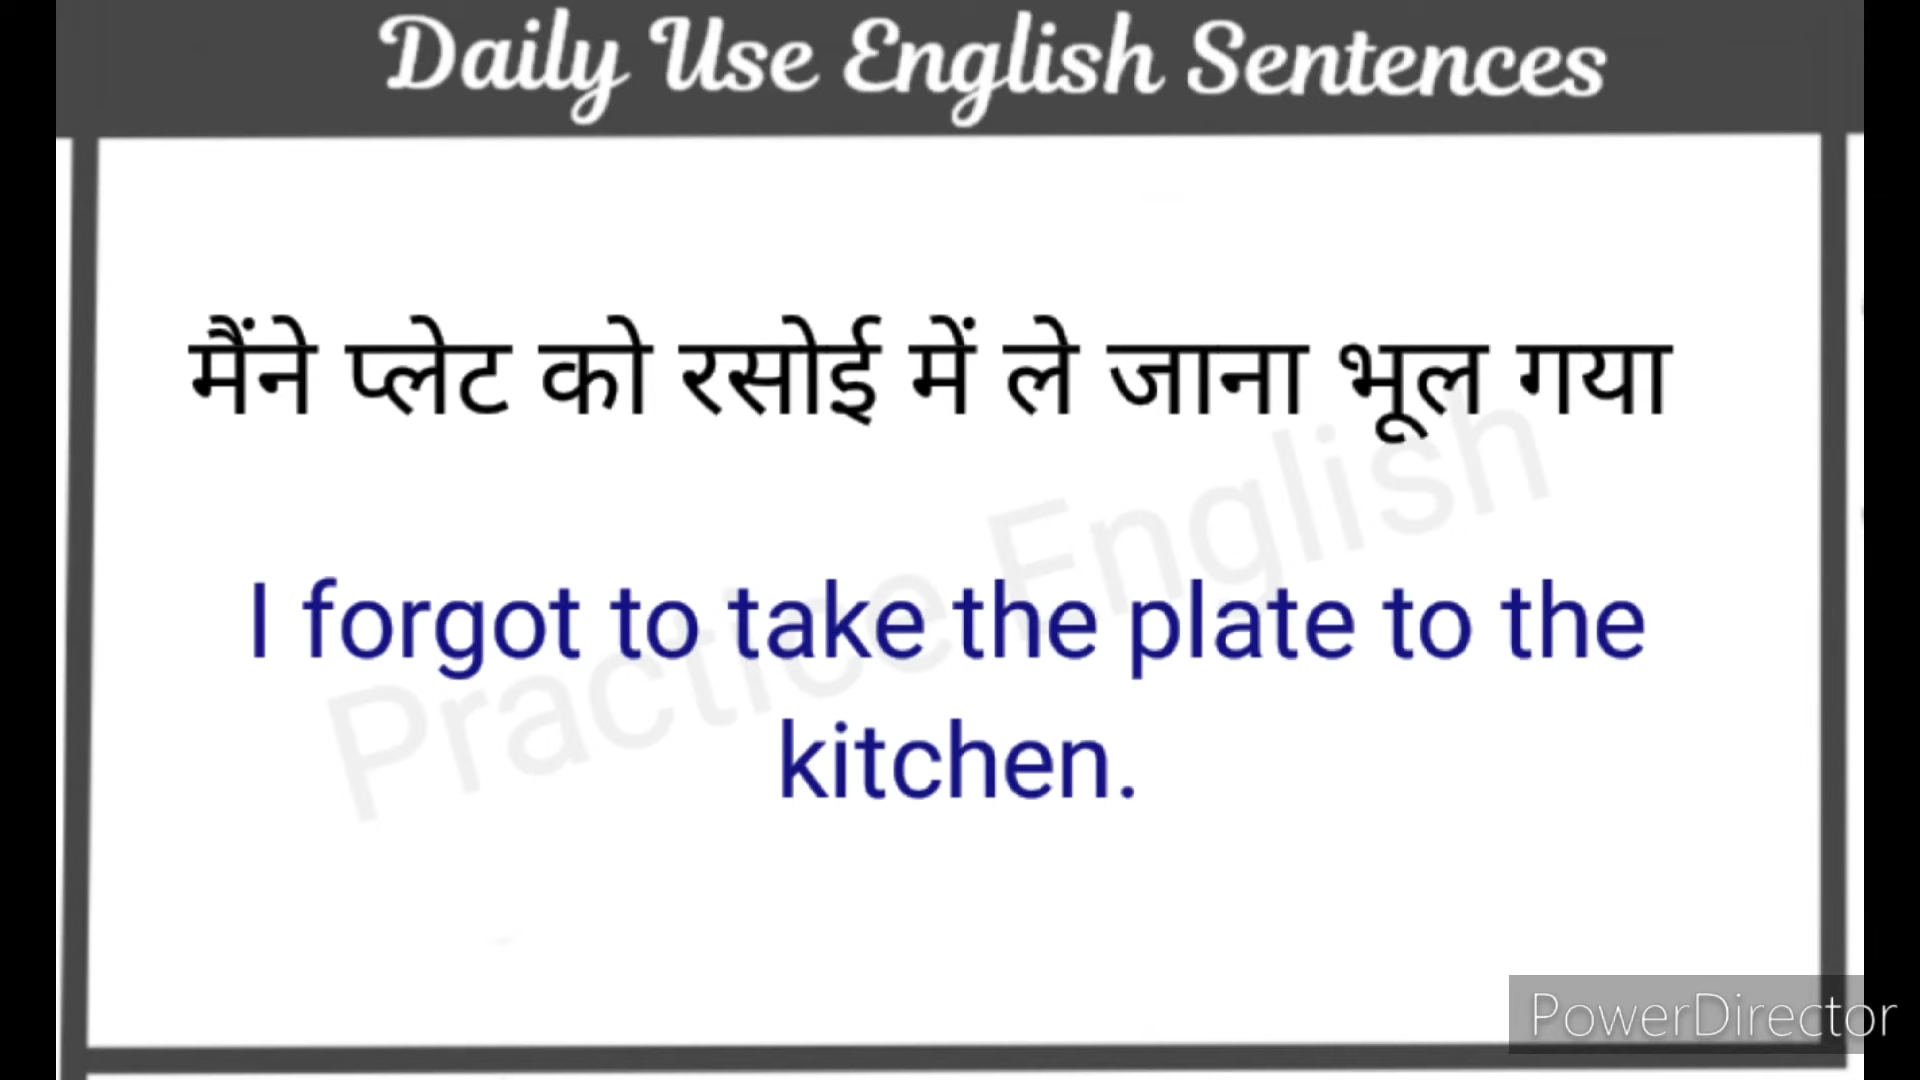 Daily Use English Sentences
मैंने प्लेट को रसोई में ले जाना भूल गया
I forgot to take the plate to the
kitchen.
Practice English
PowerDirector